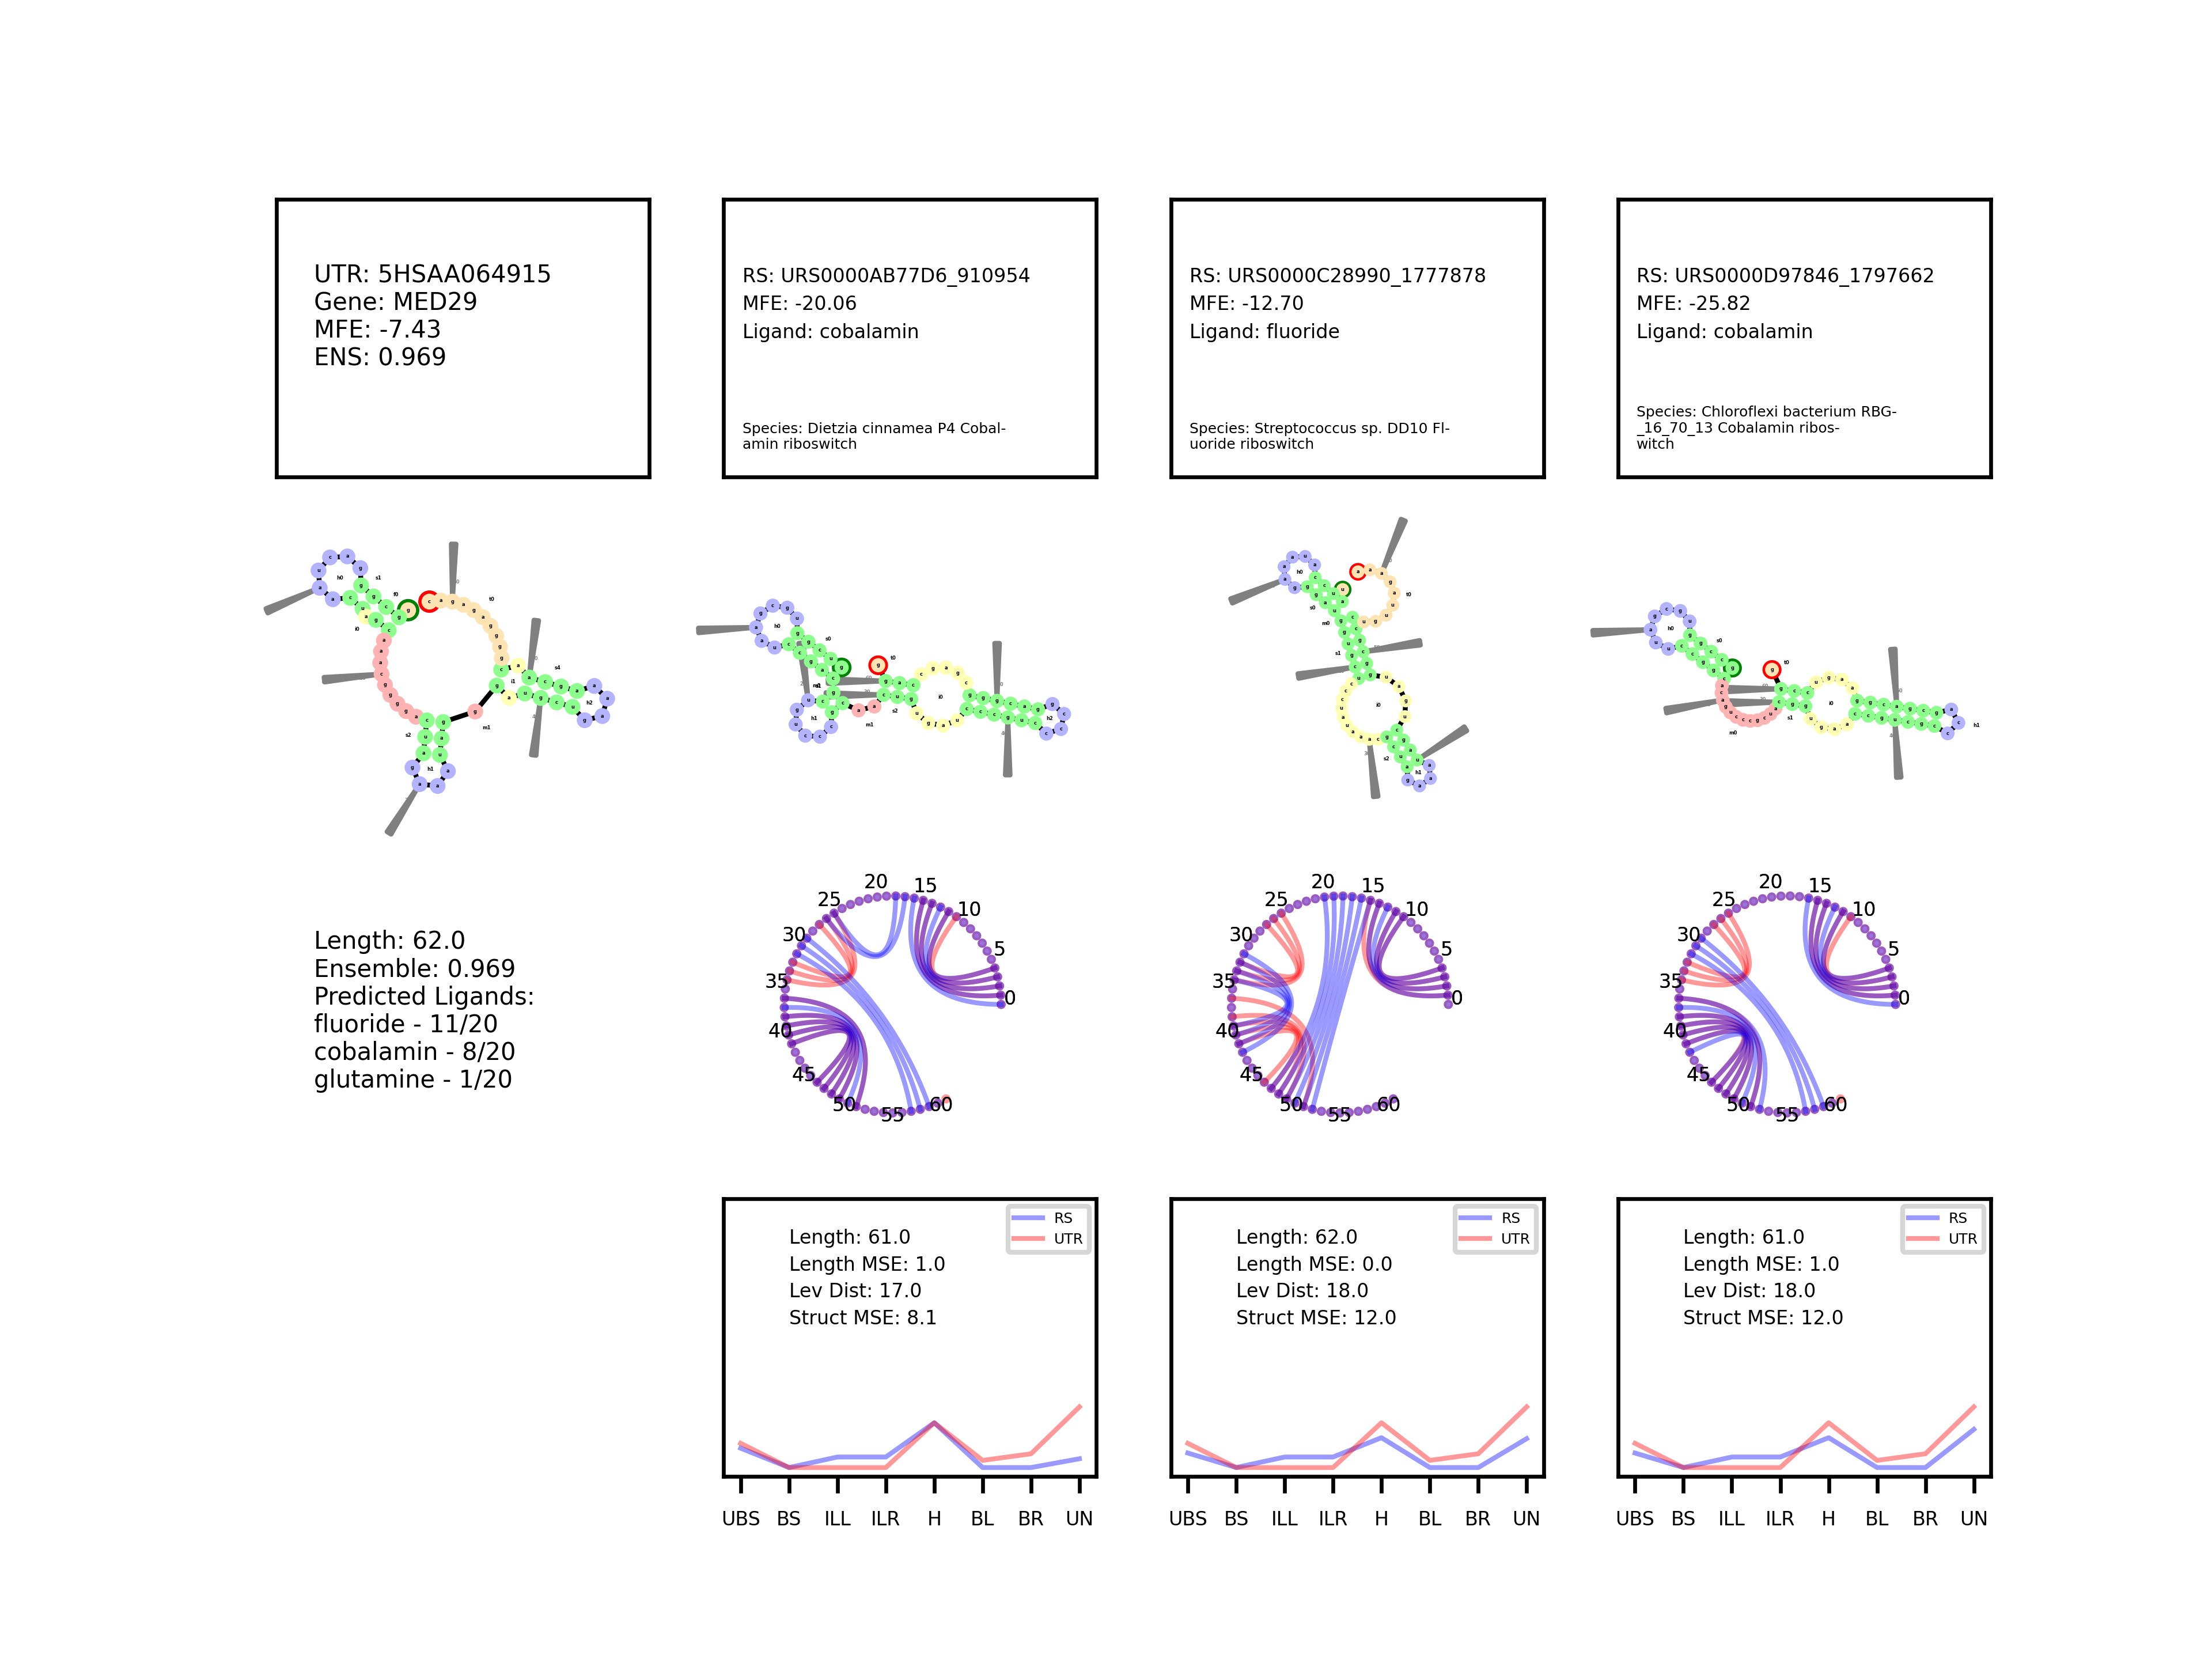 UTR: 5HSAA064915
Gene: MED29
MFE: -7.43
ENS: 0.969
RS: URS0000AB77D6_910954
MFE: -20.06
Ligand: cobalamin
Species: Dietzia cinnamea P4 Cobal-
amin riboswitch
RS: URS0000C28990_1777878
MFE: -12.70
Ligand: fluoride
Species: Streptococcus sp. DD10 Fl-
uoride riboswitch
RS: URS0000D97846_1797662
MFE: -25.82
Ligand: cobalamin
Species: Chloroflexi bacterium RBG-
_16_70_13 Cobalamin ribos-
witch
Length: 62.0
Ensemble: 0.969
Predicted Ligands:
fluoride - 11/20
cobalamin - 8/20
glutamine - 1/20
0
5
10
15
20
25
30
35
40
45
50
55
60
0
5
10
15
20
25
30
35
40
45
50
55
60
0
5
10
15
20
25
30
35
40
45
50
55
60
RS
UTR
Length: 61.0
Length MSE: 1.0
Lev Dist: 17.0
Struct MSE: 8.1
UBS BS ILL ILR H BL BR UN
RS
UTR
Length: 62.0
Length MSE: 0.0
Lev Dist: 18.0
Struct MSE: 12.0
UBS BS ILL ILR H BL BR UN
RS
UTR
Length: 61.0
Length MSE: 1.0
Lev Dist: 18.0
Struct MSE: 12.0
UBS BS ILL ILR H BL BR UN